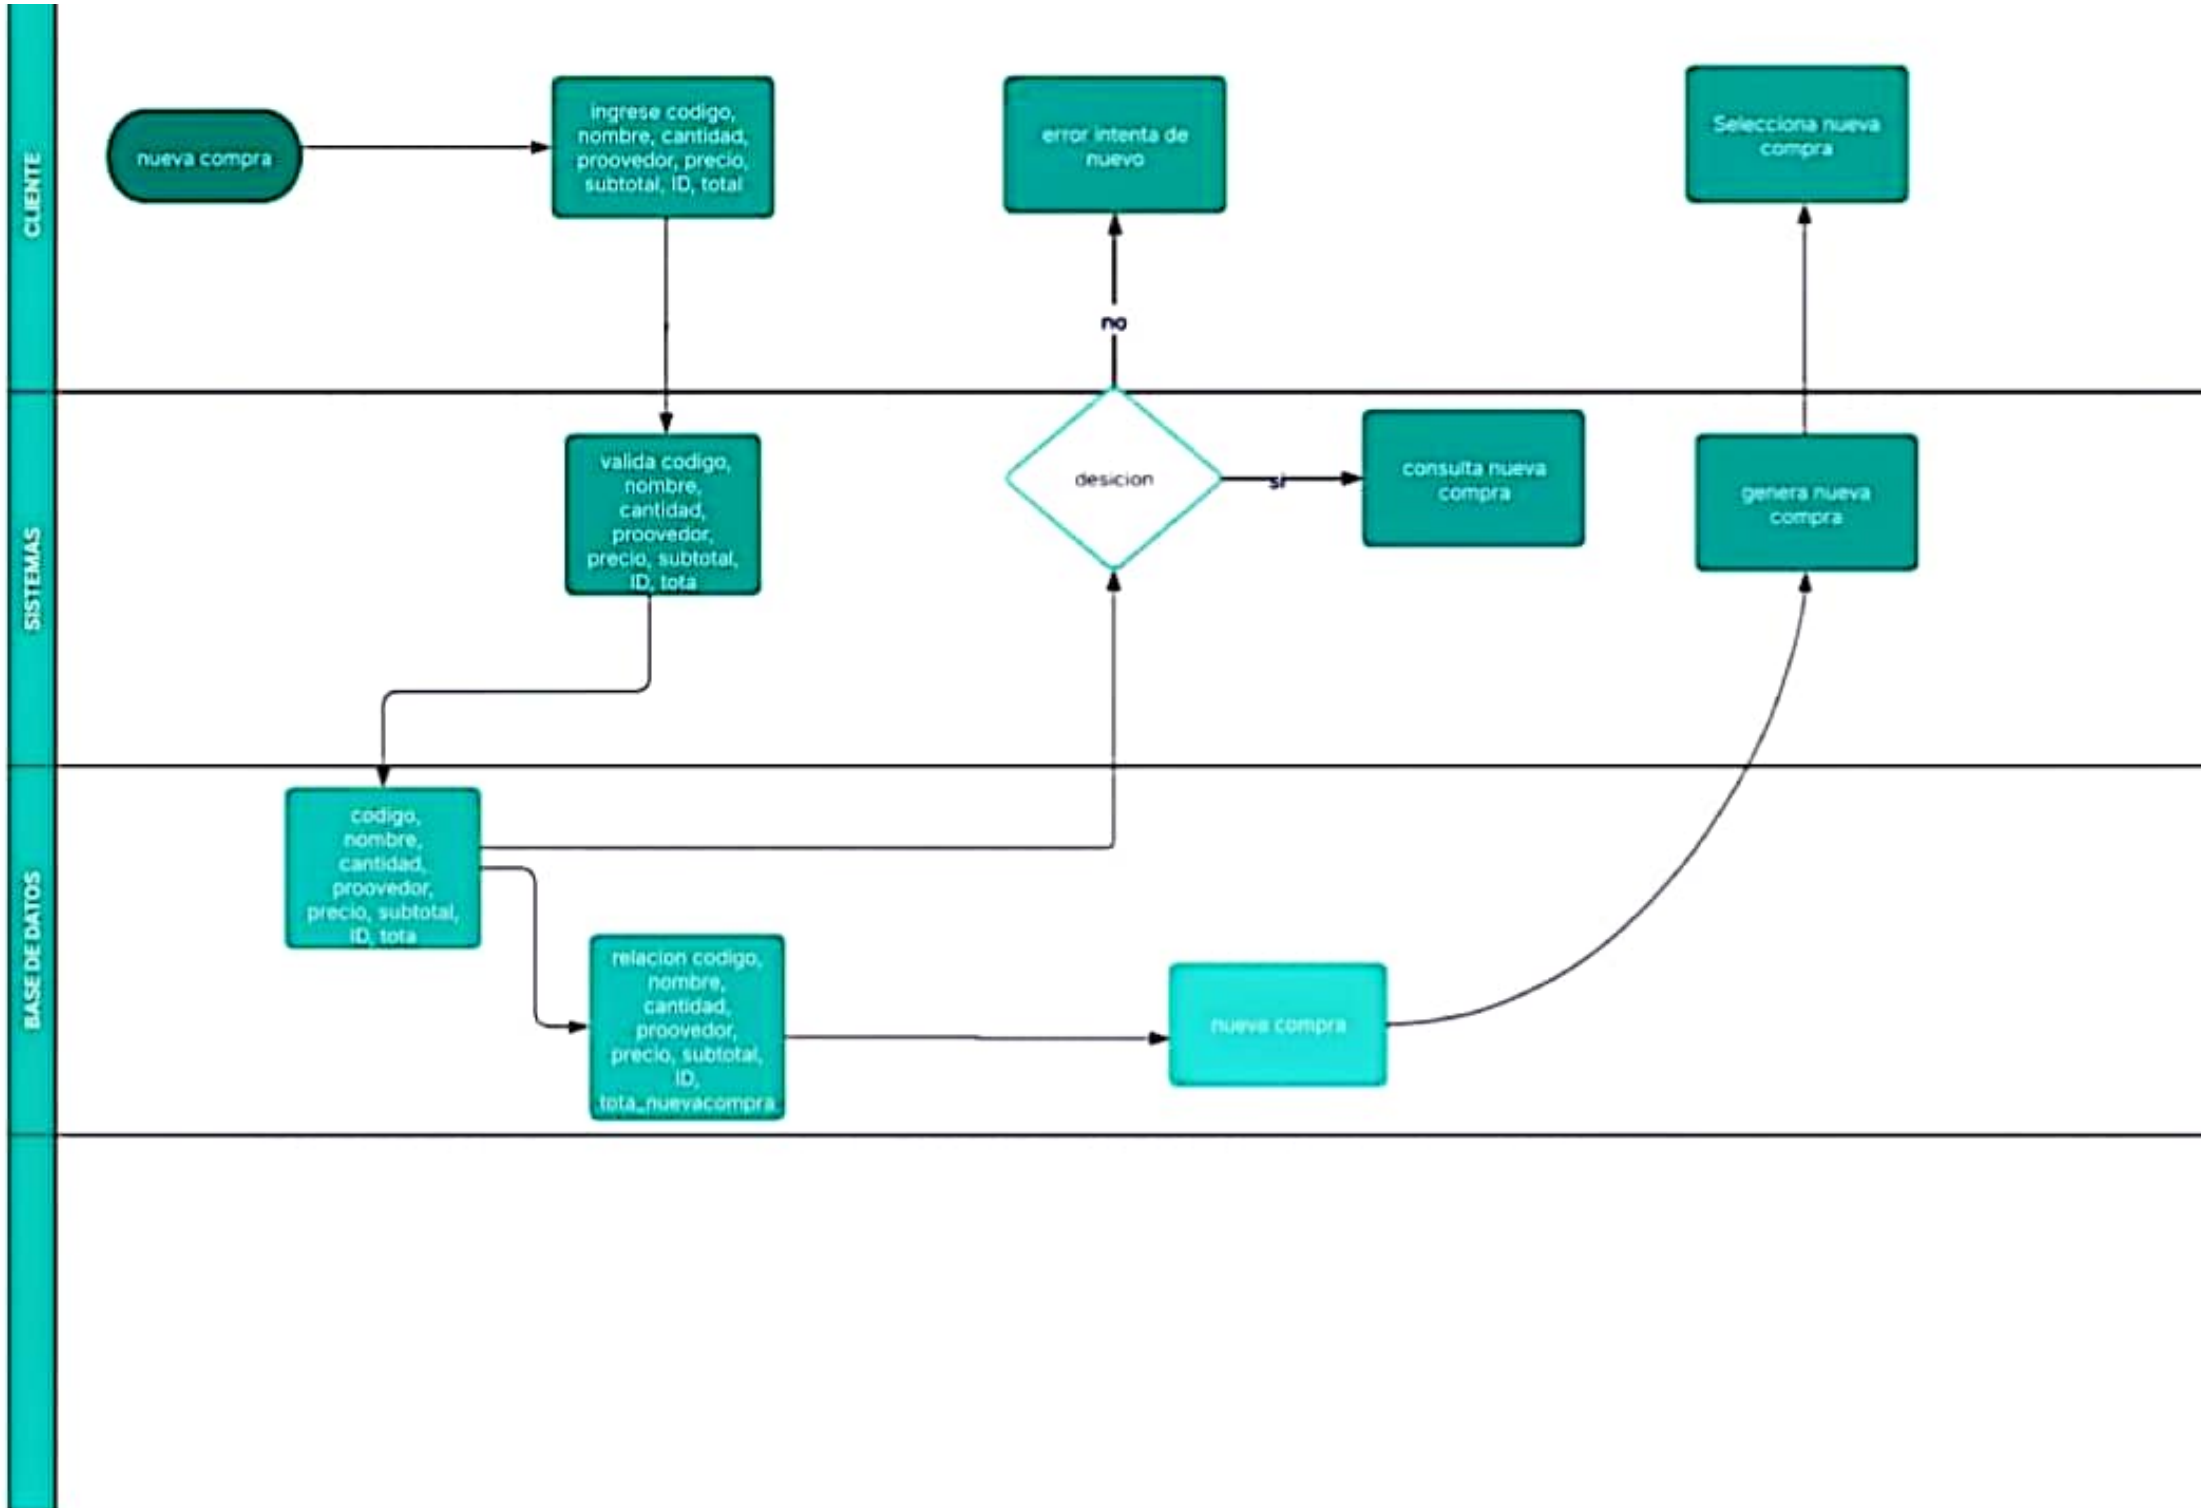 CLIENTE
nueva compra
ingrese codigo,
nombre, cantidad,
proovedor, precio,
subtotal, ID, total
error intenta de
nuevo
Selecciona nueva
compra
no
SISTEMAS
valida codigo,
nombre,
cantidad,
proovedor,
precio, subtotal,
ID, tota
desicion
si
consulta nueva
compra
genera nueva
compra
BASE DE DATOS
codigo,
nombre,
cantidad,
proovedor,
precio, subtotal,
ID, tota
relacion codigo,
nombre,
cantidad,
proovedor,
precio, subtotal,
ID,
tota_nuevacompra
nueva compra